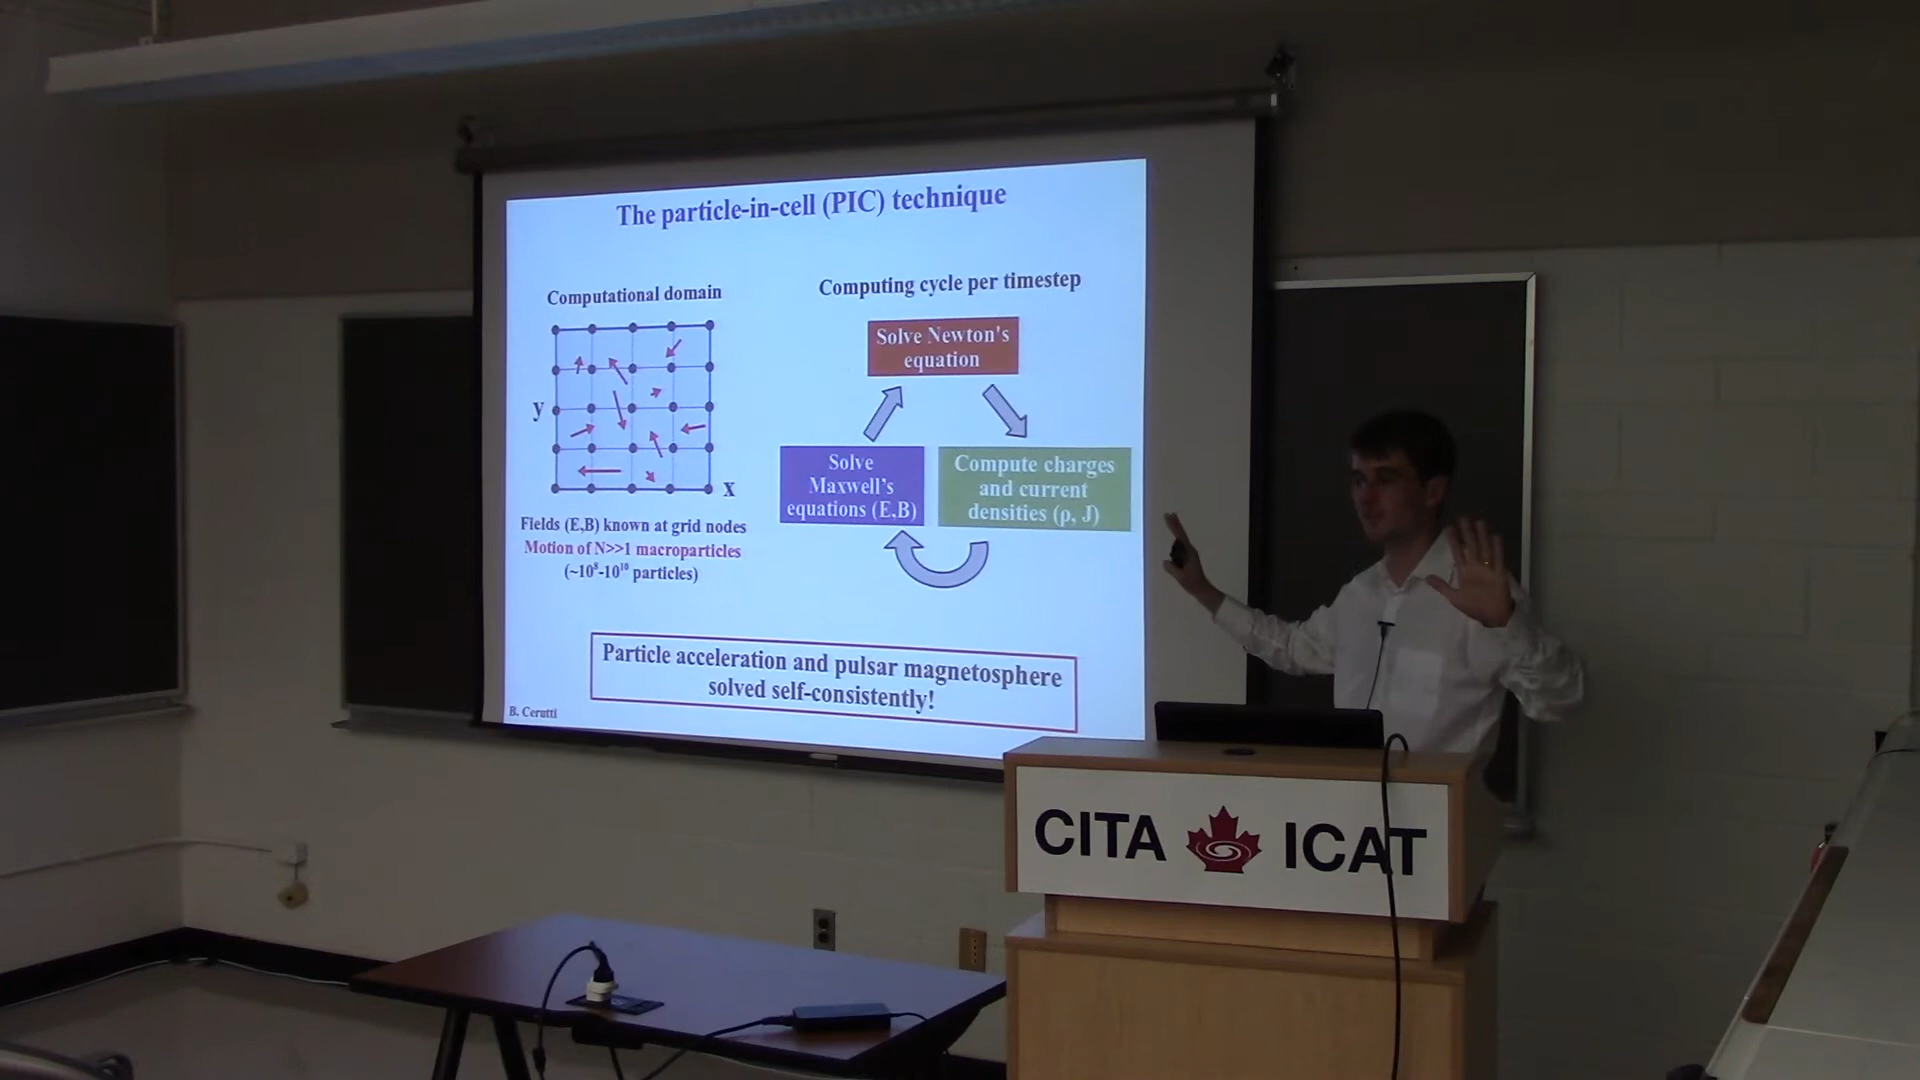 The particle-in-cell (PIC) technique
Computational domain
y
x
Fields (E,B) known at grid nodes
Motion of N>>1 macroparticles
(~10⁸-10¹⁰ particles)
Computing cycle per timestep
Solve Newton's
equation
Solve
Maxwell's
equations (E,B)
Compute charges
and current
densities (ρ, J)
Particle acceleration and pulsar magnetosphere
solved self-consistently!
B. Cerutti
CITA ICAT